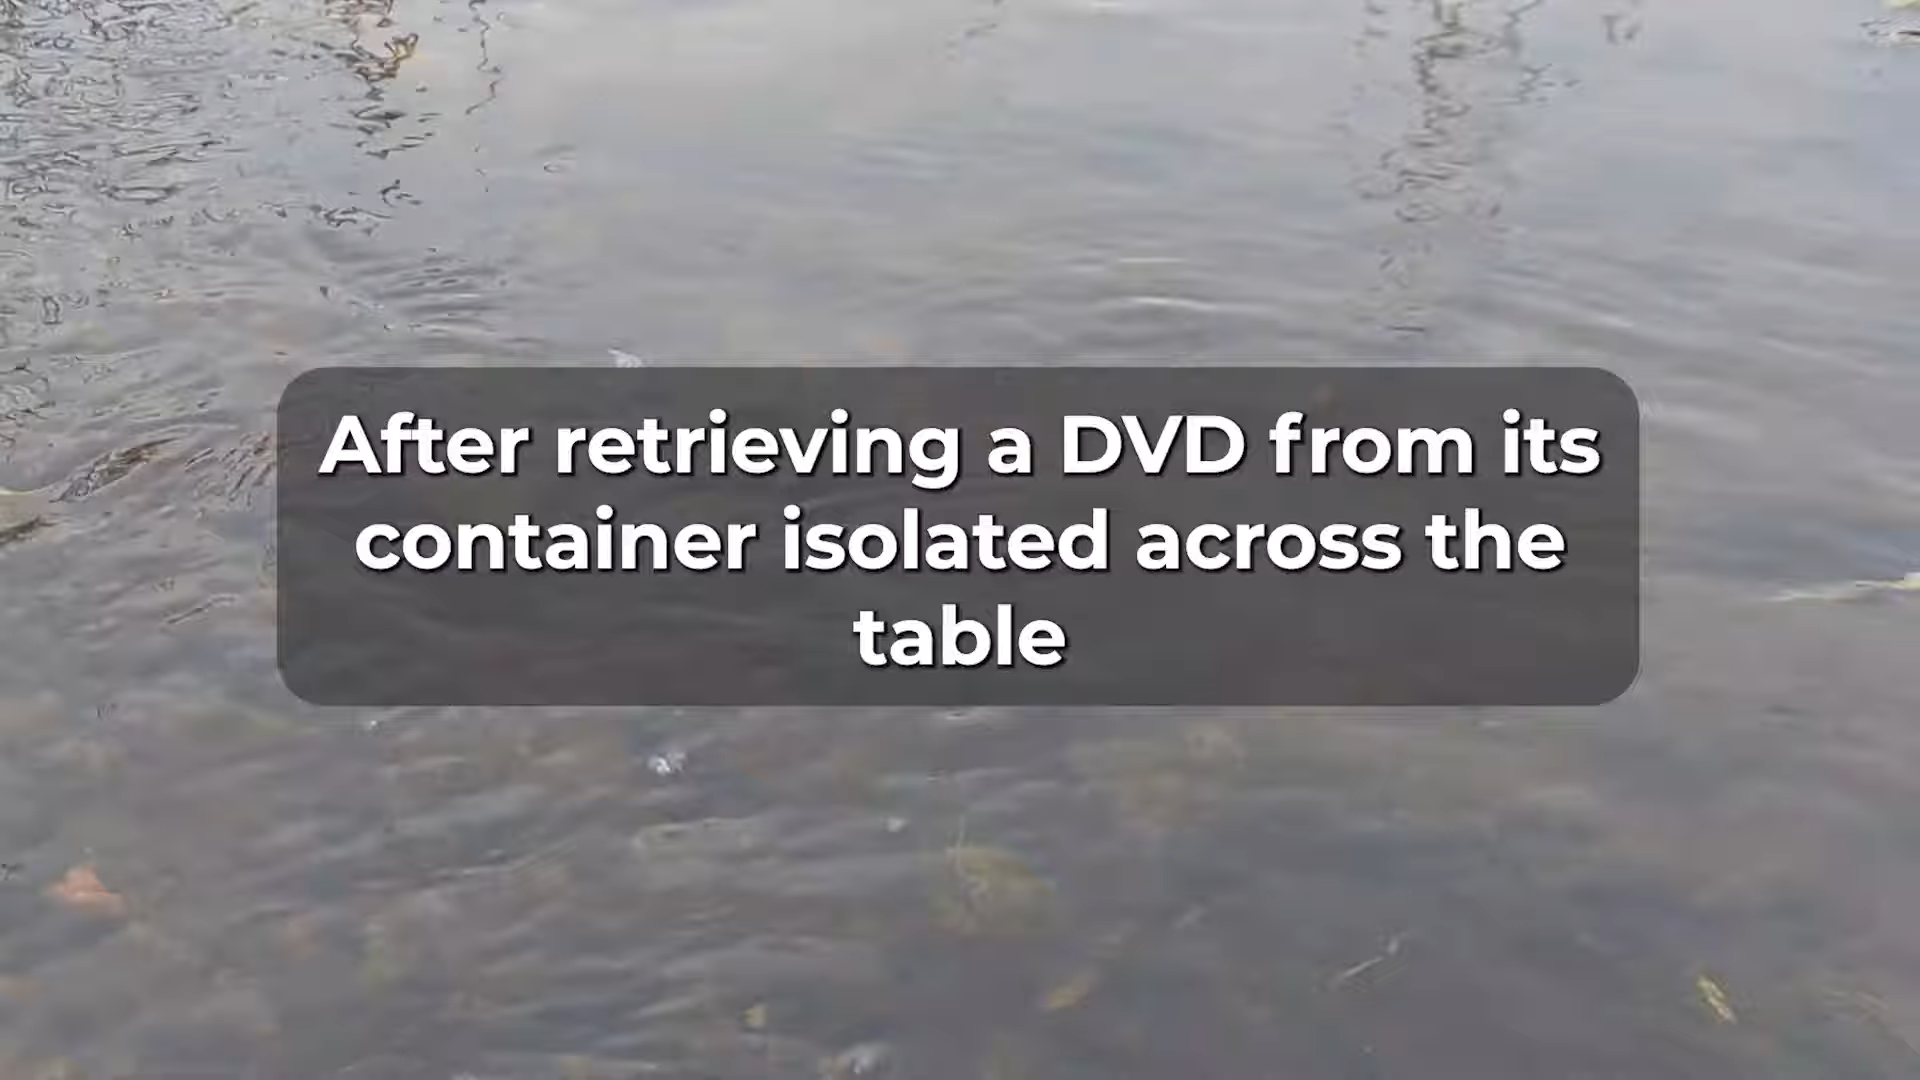 After retrieving a DVD from its
container isolated across the
table